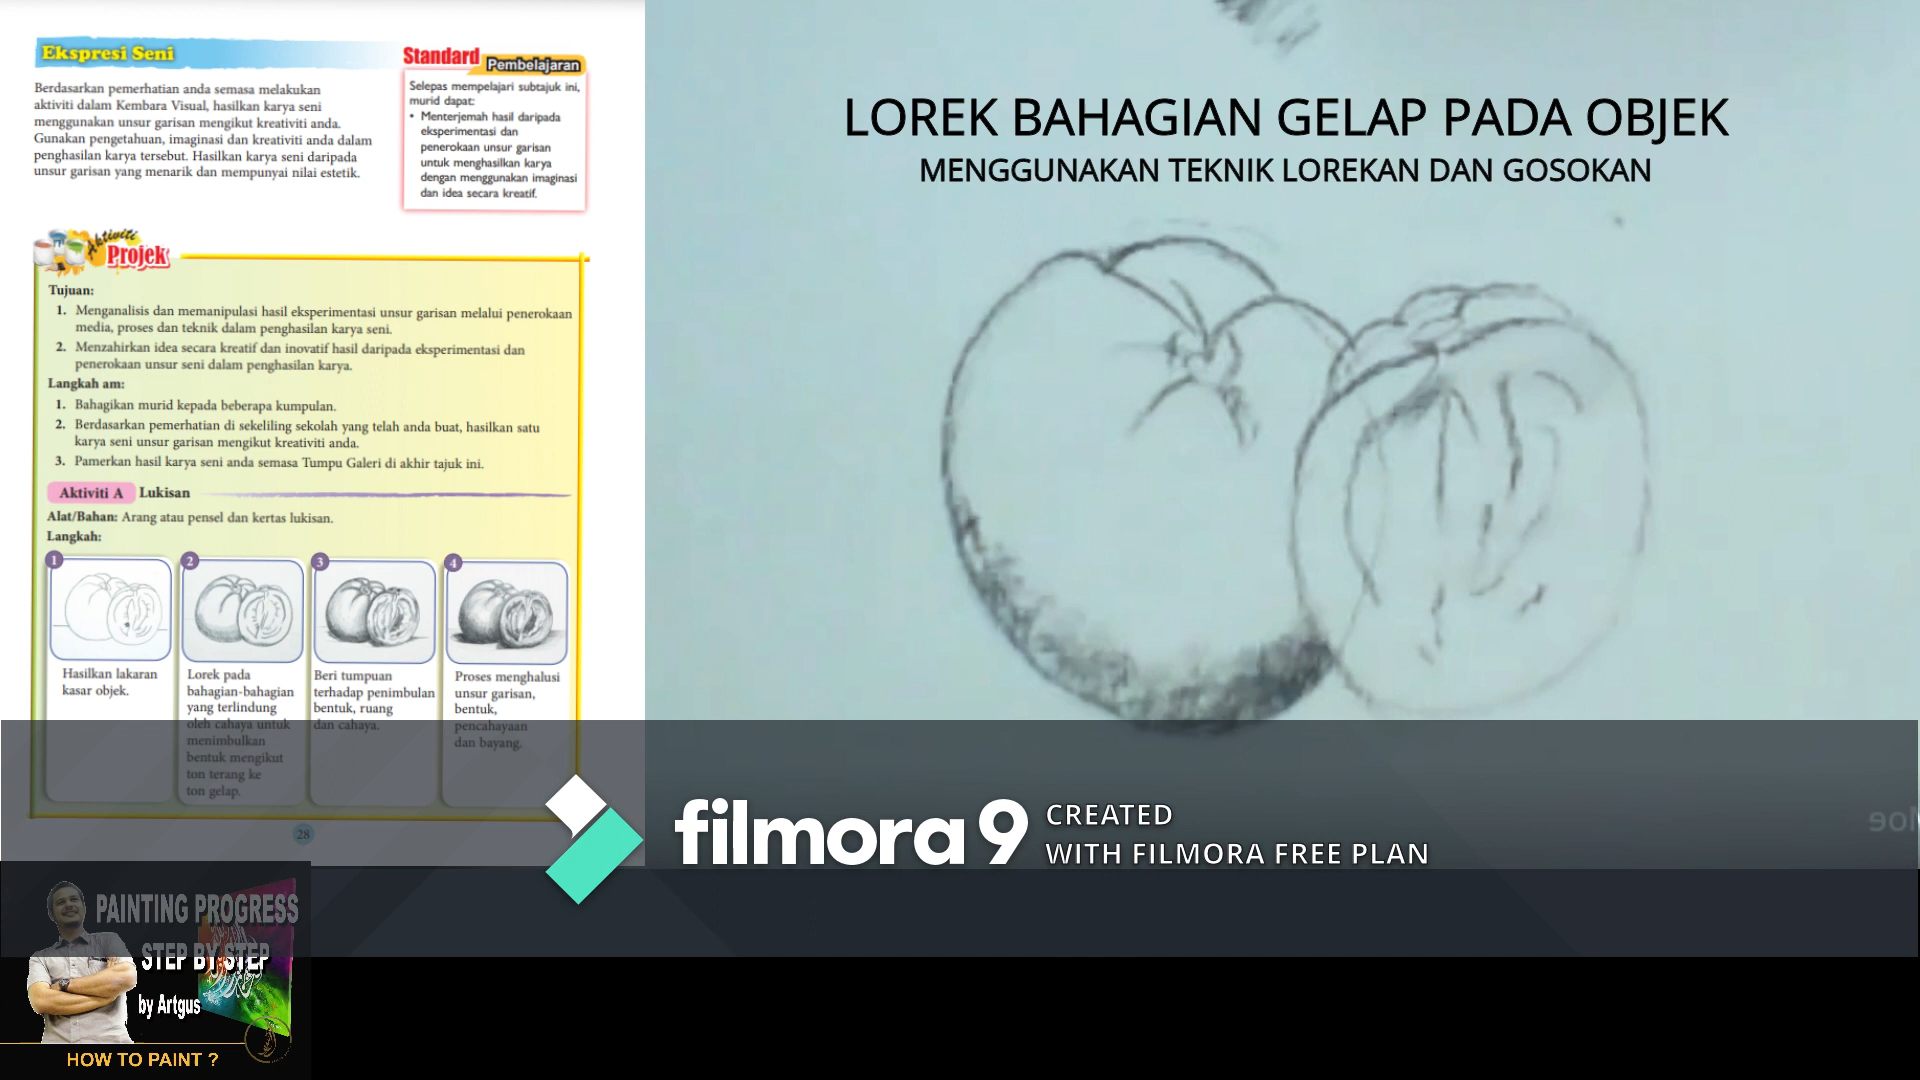 Ekspresi Seni
Berdasarkan pemerhatian anda semasa melakukan
aktiviti dalam Kembara Visual, hasilkan karya seni
menggunakan unsur garisan mengikut kreativiti anda.
Gunakan pengetahuan, imaginasi dan kreativiti anda dalam
penghasilan karya tersebut. Hasilkan karya seni daripada
unsur garisan yang menarik dan mempunyai nilai estetik.
Standard
Pembelajaran
Selepas mempelajari subtajuk ini,
murid dapat:
• Menterjemah hasil daripada
eksperimentasi dan
penerokaan unsur garisan
untuk menghasilkan karya
dengan menggunakan imaginasi
dan idea secara kreatif.
Aktiviti
Projek
Tujuan:
1. Menganalisis dan memanipulasi hasil eksperimentasi unsur garisan melalui penerokaan
media, proses dan teknik dalam penghasilan karya seni.
2. Menzahirkan idea secara kreatif dan inovatif hasil daripada eksperimentasi dan
penerokaan unsur seni dalam penghasilan karya.
Langkah am:
1. Bahagikan murid kepada beberapa kumpulan.
2. Berdasarkan pemerhatian di sekeliling sekolah yang telah anda buat, hasilkan satu
karya seni unsur garisan mengikut kreativiti anda.
3. Pamerkan hasil karya seni anda semasa Tumpu Galeri di akhir tajuk ini.
Aktiviti A Lukisan
Alat/Bahan: Arang atau pensel dan kertas lukisan.
Langkah:
1
Hasilkan lakaran
kasar objek.
2
Lorek pada
bahagian-bahagian
yang terlindung
oleh cahaya untuk
menimbulkan
bentuk mengikut
ton terang ke
ton gelap.
3
Beri tumpuan
terhadap penimbulan
bentuk, ruang
dan cahaya.
4
Proses menghalusi
unsur garisan,
bentuk,
pencahayaan
dan bayang.
28
LOREK BAHAGIAN GELAP PADA OBJEK
MENGGUNAKAN TEKNIK LOREKAN DAN GOSOKAN
filmora 9
CREATED
WITH FILMORA FREE PLAN
PAINTING PROGRESS
STEP BY STEP
by Artgus
HOW TO PAINT ?